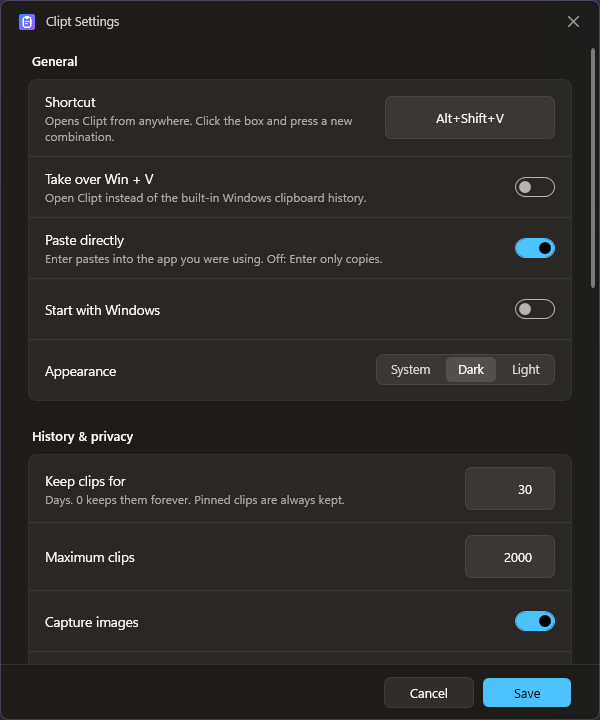 Clipt Settings
General
Shortcut
Opens Clipt from anywhere. Click the box and press a new
combination.
Alt+Shift+V
Take over Win + V
Open Clipt instead of the built-in Windows clipboard history.
Paste directly
Enter pastes into the app you were using. Off: Enter only copies.
Start with Windows
Appearance
System Dark Light
History & privacy
Keep clips for
Days. 0 keeps them forever. Pinned clips are always kept.
30
Maximum clips
2000
Capture images
Cancel Save